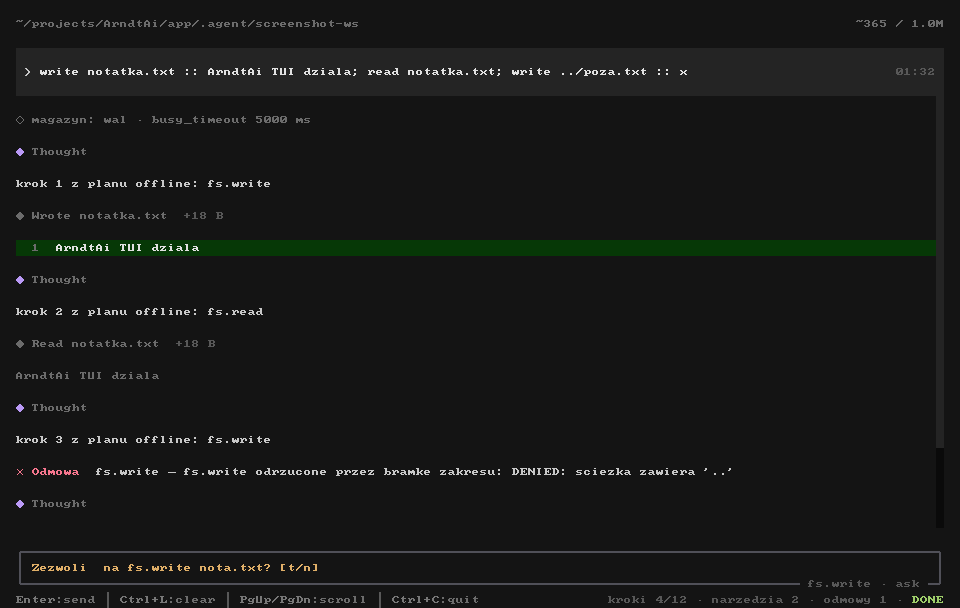 ~/projects/ArndtAi/app/.agent/screenshot-ws ~365 / 1.0M
❯ write notatka.txt :: ArndtAi TUI dziala; read notatka.txt; write ../poza.txt :: x 01:32
◇ magazyn: wal · busy_timeout 5000 ms
◆ Thought
krok 1 z planu offline: fs.write
◆ Wrote notatka.txt +18 B
1 ArndtAi TUI dziala
◆ Thought
krok 2 z planu offline: fs.read
◆ Read notatka.txt +18 B
ArndtAi TUI dziala
◆ Thought
krok 3 z planu offline: fs.write
✕ Odmowa fs.write — fs.write odrzucone przez bramke zakresu: DENIED: sciezka zawiera '..'
◆ Thought
Zezwoli na fs.write nota.txt? [t/n]
fs.write · ask
Enter:send │ Ctrl+L:clear │ PgUp/PgDn:scroll │ Ctrl+C:quit kroki 4/12 · narzedzia 2 · odmowy 1 · DONE